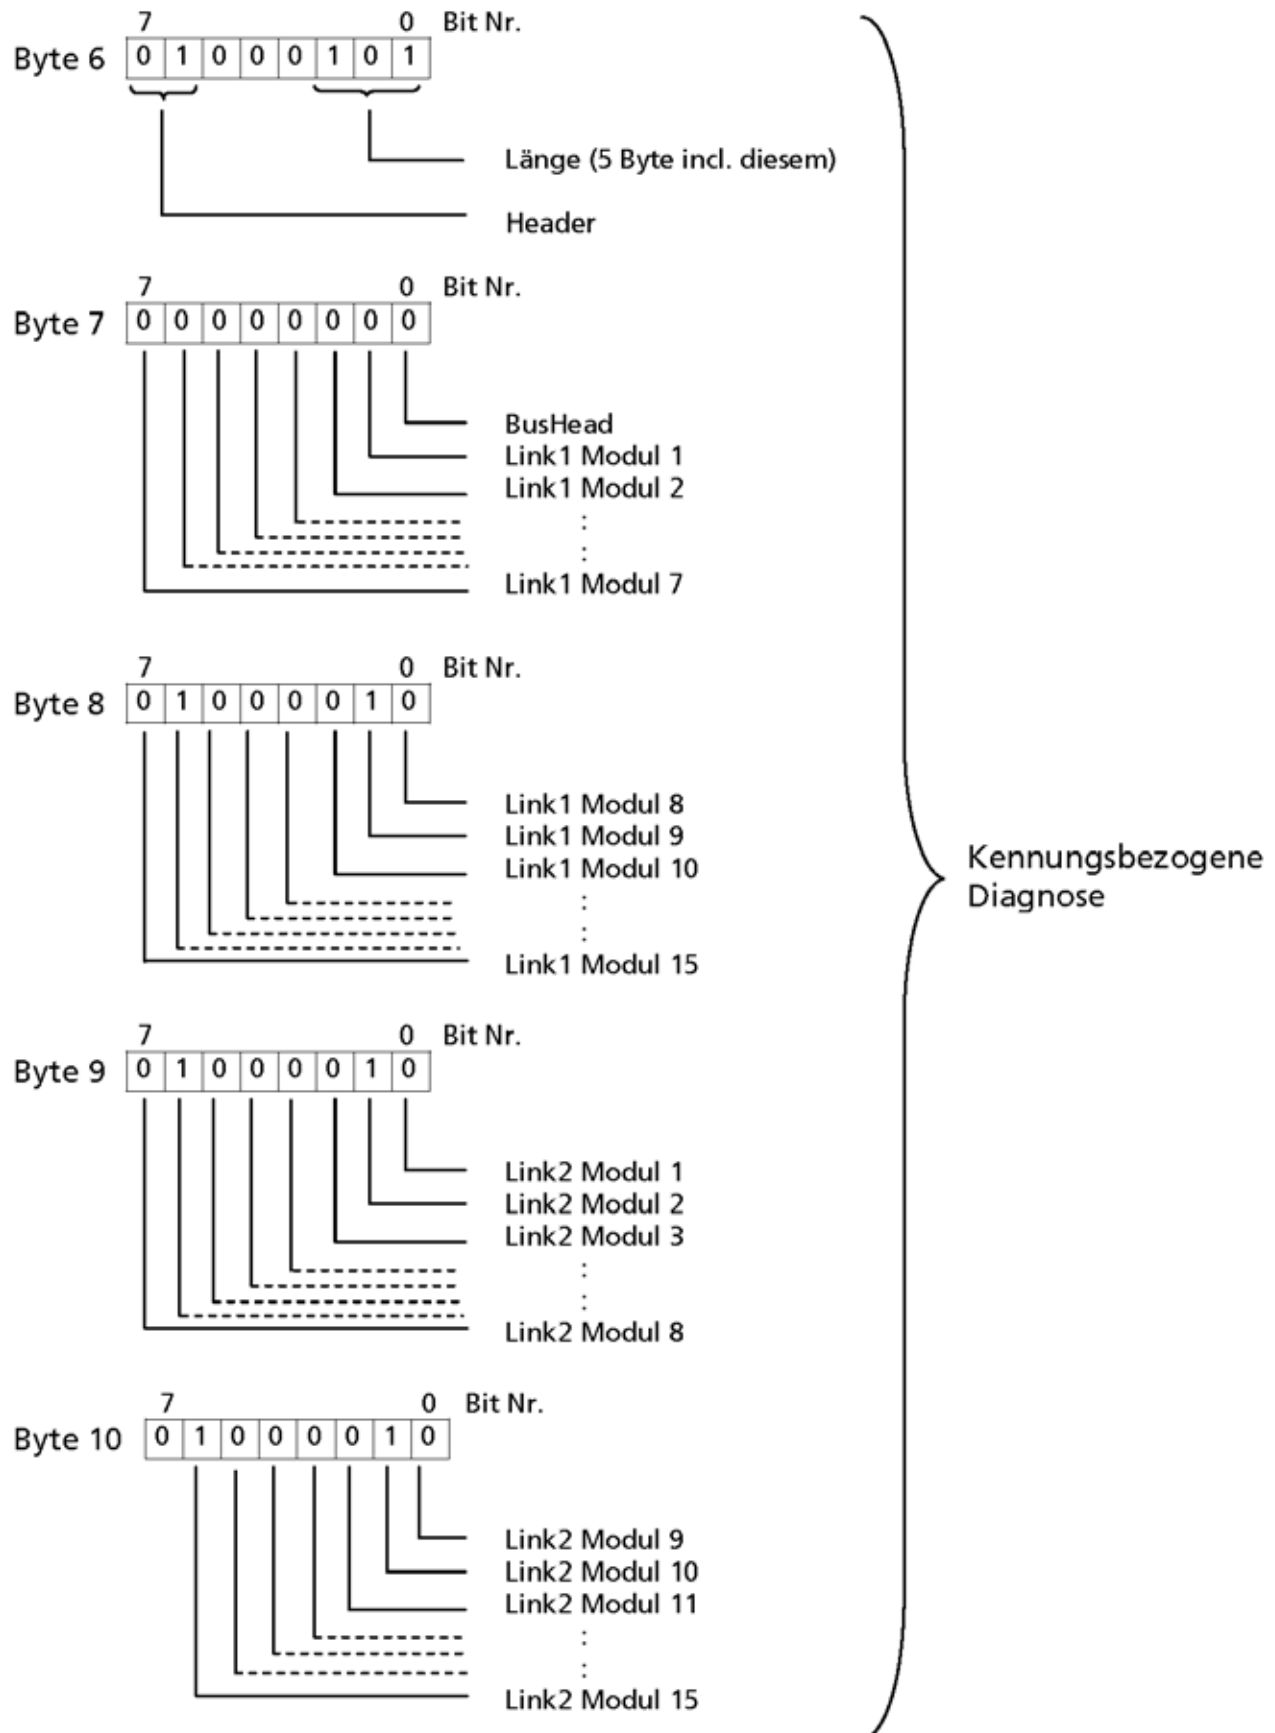 7 0 Bit Nr.
Byte 6 0 1 0 0 0 1 0 1
Länge (5 Byte incl. diesem)
Header
7 0 Bit Nr.
Byte 7 0 0 0 0 0 0 0 0
BusHead
Link1 Modul 1
Link1 Modul 2
:
:
Link1 Modul 7
7 0 Bit Nr.
Byte 8 0 1 0 0 0 0 1 0
Link1 Modul 8
Link1 Modul 9
Link1 Modul 10
:
:
Link1 Modul 15
Kennungsbezogene
Diagnose
7 0 Bit Nr.
Byte 9 0 1 0 0 0 0 1 0
Link2 Modul 1
Link2 Modul 2
Link2 Modul 3
:
:
Link2 Modul 8
7 0 Bit Nr.
Byte 10 0 1 0 0 0 0 1 0
Link2 Modul 9
Link2 Modul 10
Link2 Modul 11
:
:
Link2 Modul 15